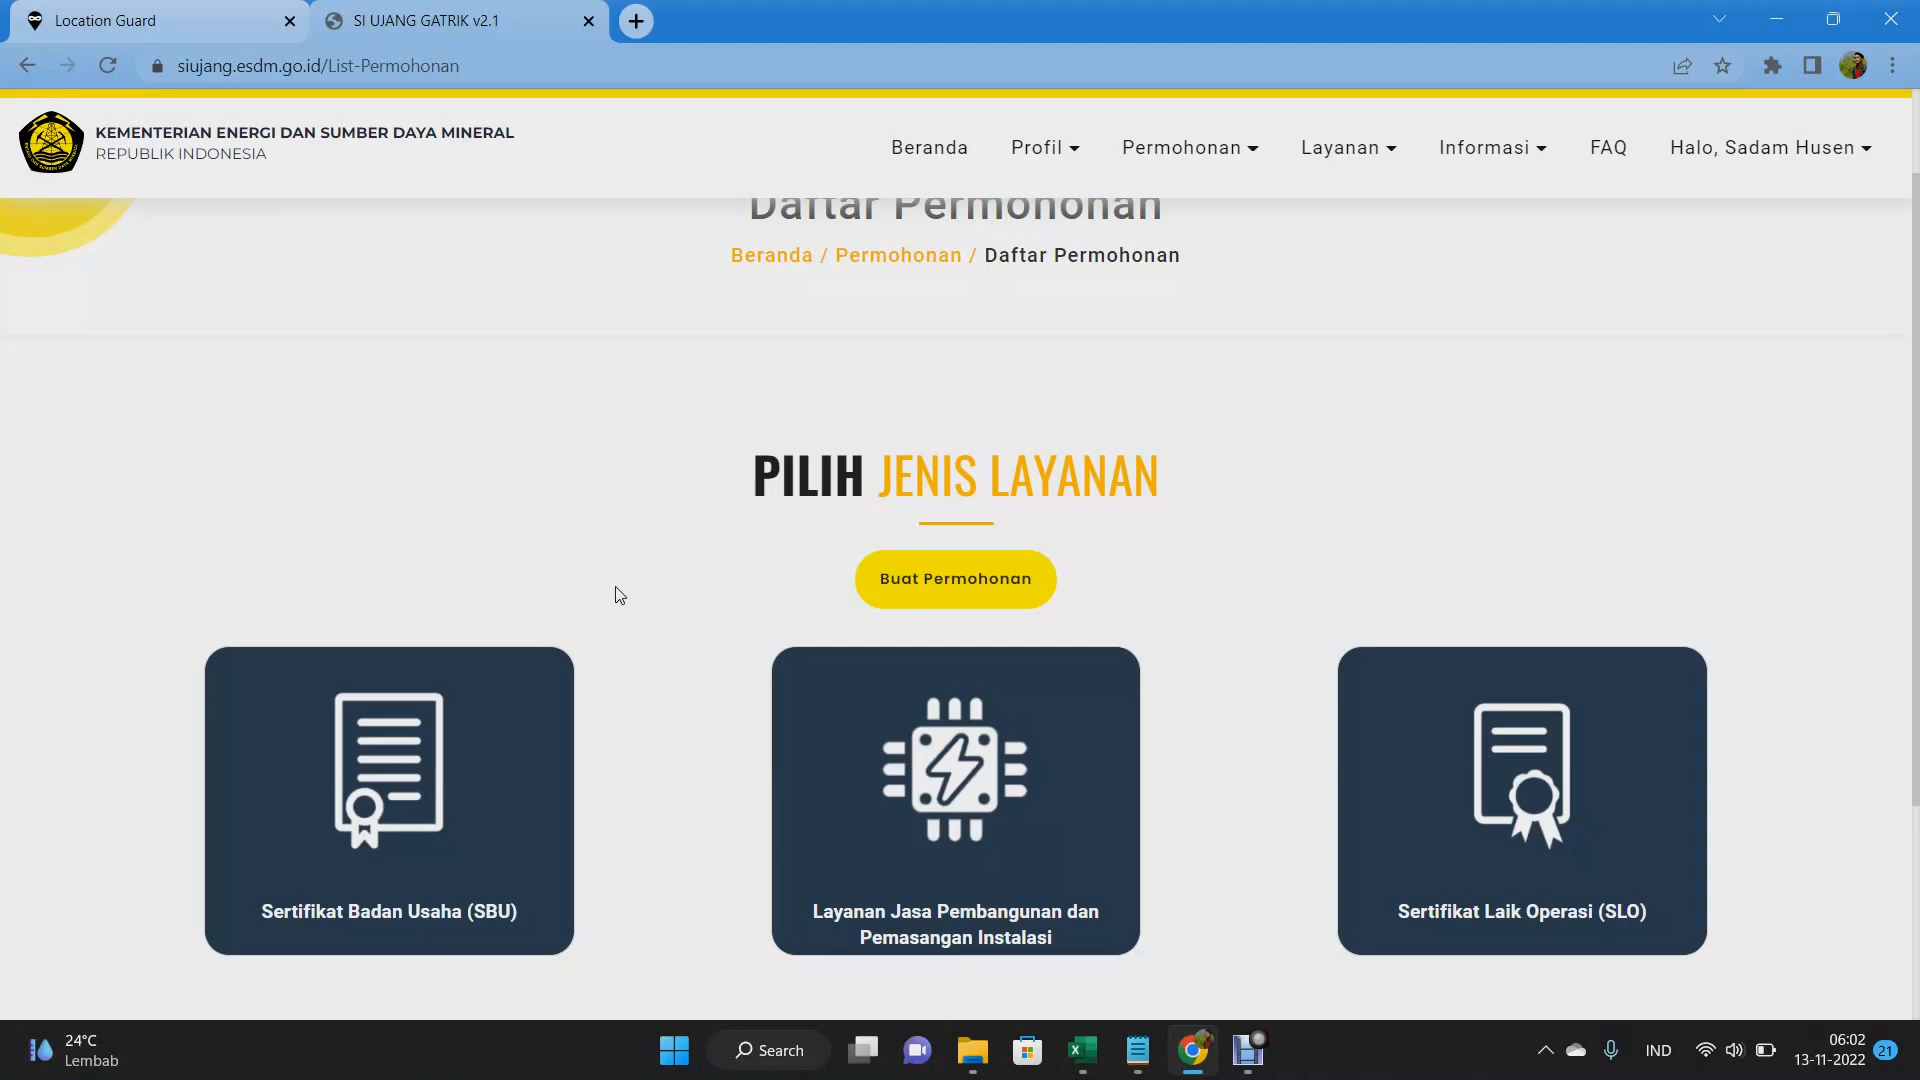 Location Guard
SI UJANG GATRIK v2.1
siujang.esdm.go.id/List-Permohonan
KEMENTERIAN ENERGI DAN SUMBER DAYA MINERAL
REPUBLIK INDONESIA
Beranda Profil Permohonan Layanan Informasi FAQ Halo, Sadam Husen
Daftar Permohonan
Beranda / Permohonan / Daftar Permohonan
PILIH JENIS LAYANAN
Buat Permohonan
Sertifikat Badan Usaha (SBU)
Layanan Jasa Pembangunan dan
Pemasangan Instalasi
Sertifikat Laik Operasi (SLO)
24°C
Lembab
Search
IND
06:02
13-11-2022
21